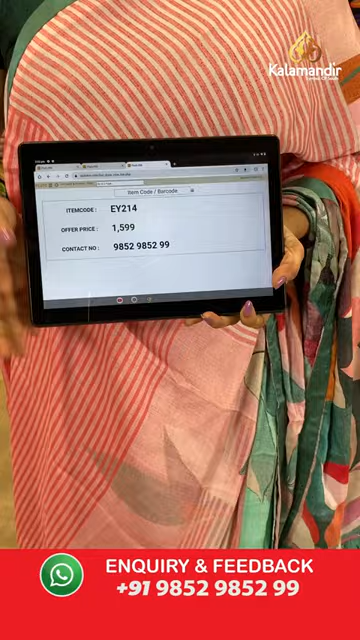 Kalamandir
Item Code / Barcode
ITEMCODE : EY214
OFFER PRICE : 1,599
CONTACT NO : 9852 9852 99
ENQUIRY & FEEDBACK
+91 9852 9852 99